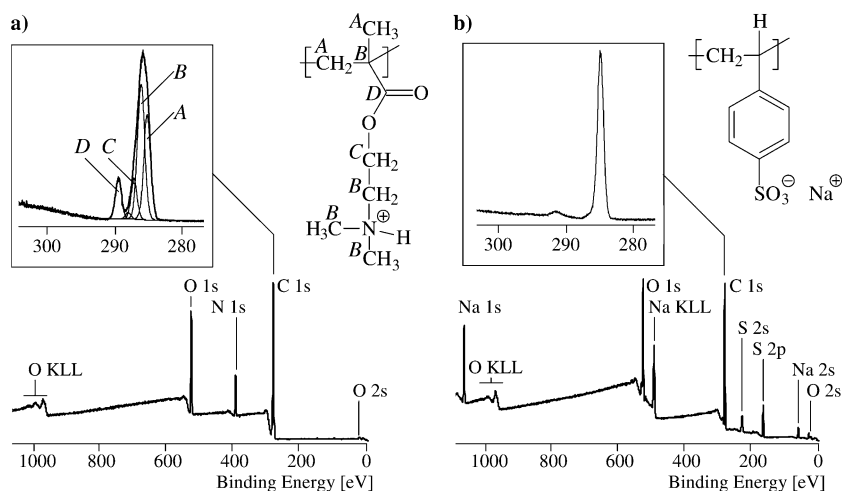 a)
B
A
D C
304 290 280
A
CH₃
A
CH₂
B
D
O
O
C
CH₂
B
CH₂
B
H₃C N ⊕ H
B
CH₃
O 1s
N 1s
C 1s
O KLL
O 2s
1000 800 600 400 200 0
Binding Energy [eV]
b)
300 290 280
H
CH₂
SO₃⊖ Na⊕
Na 1s
O KLL
O 1s
Na KLL
C 1s
S 2s
S 2p
Na 2s
O 2s
1000 800 600 400 200 0
Binding Energy [eV]